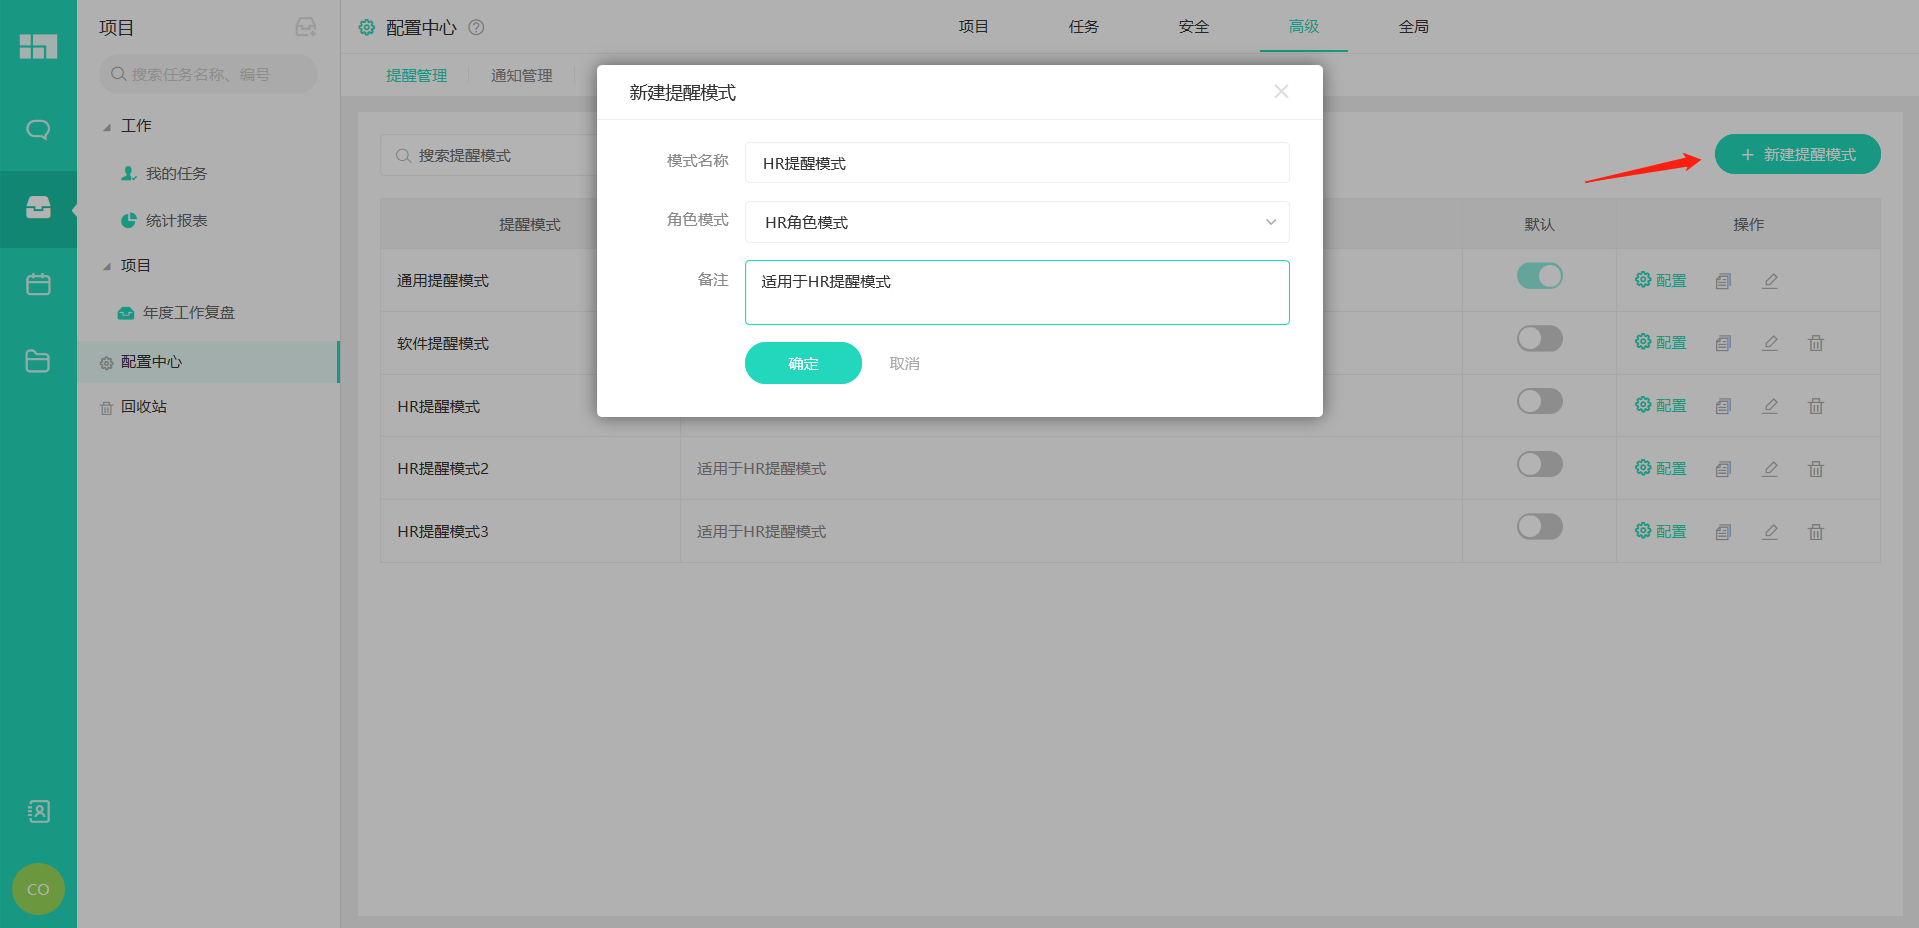 项目
搜索任务名称、编号
工作
我的任务
统计报表
项目
年度工作复盘
配置中心
回收站
CO
配置中心
项目
任务
安全
高级
全局
提醒管理
通知管理
搜索提醒模式
新建提醒模式
提醒模式
默认
操作
通用提醒模式
配置
软件提醒模式
配置
HR提醒模式
配置
HR提醒模式2
适用于HR提醒模式
配置
HR提醒模式3
适用于HR提醒模式
配置
新建提醒模式
模式名称
HR提醒模式
角色模式
HR角色模式
备注
适用于HR提醒模式
确定
取消